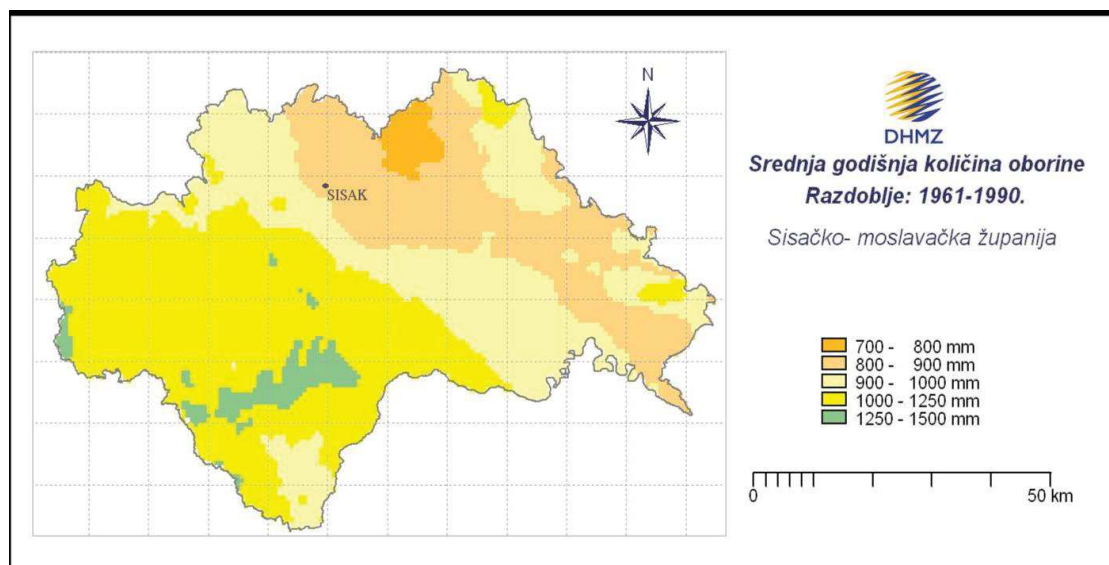 N
SISAK
DHMZ
Srednja godišnja količina oborine
Razdoblje: 1961-1990.
Sisačko- moslavačka županija
700 - 800 mm
800 - 900 mm
900 - 1000 mm
1000 - 1250 mm
1250 - 1500 mm
0 50 km